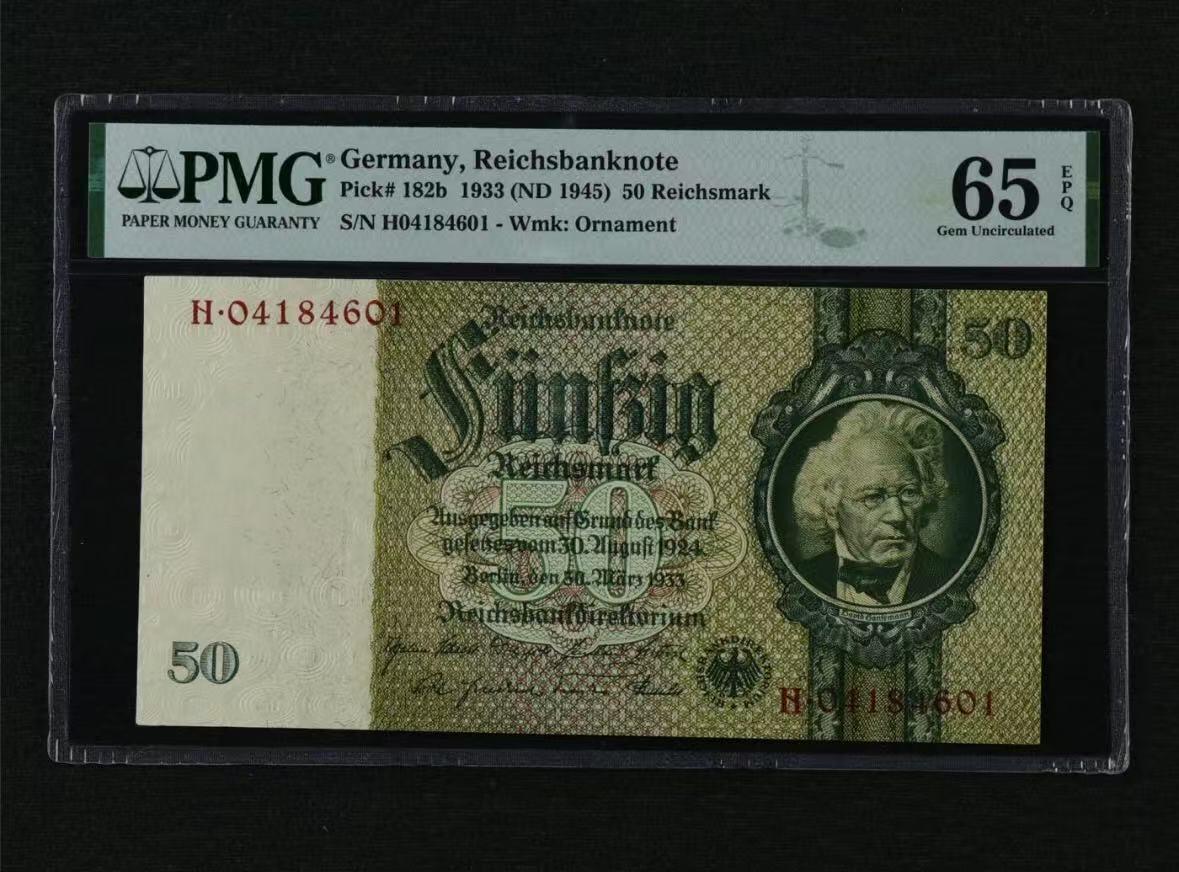 PMG®
PAPER MONEY GUARANTY
Germany, Reichsbanknote
Pick# 182b 1933 (ND 1945) 50 Reichsmark
S/N H04184601 - Wmk: Ornament
65
EPQ
Gem Uncirculated
H·04184601
Reichsbanknote
50
Fünfzig
Reichsmark
50
Ausgegeben auf Grund des Bank-
gesetzes vom 30. August 1924
Berlin, den 30. März 1933
Reichsbankdirektorium
50
H·04184601